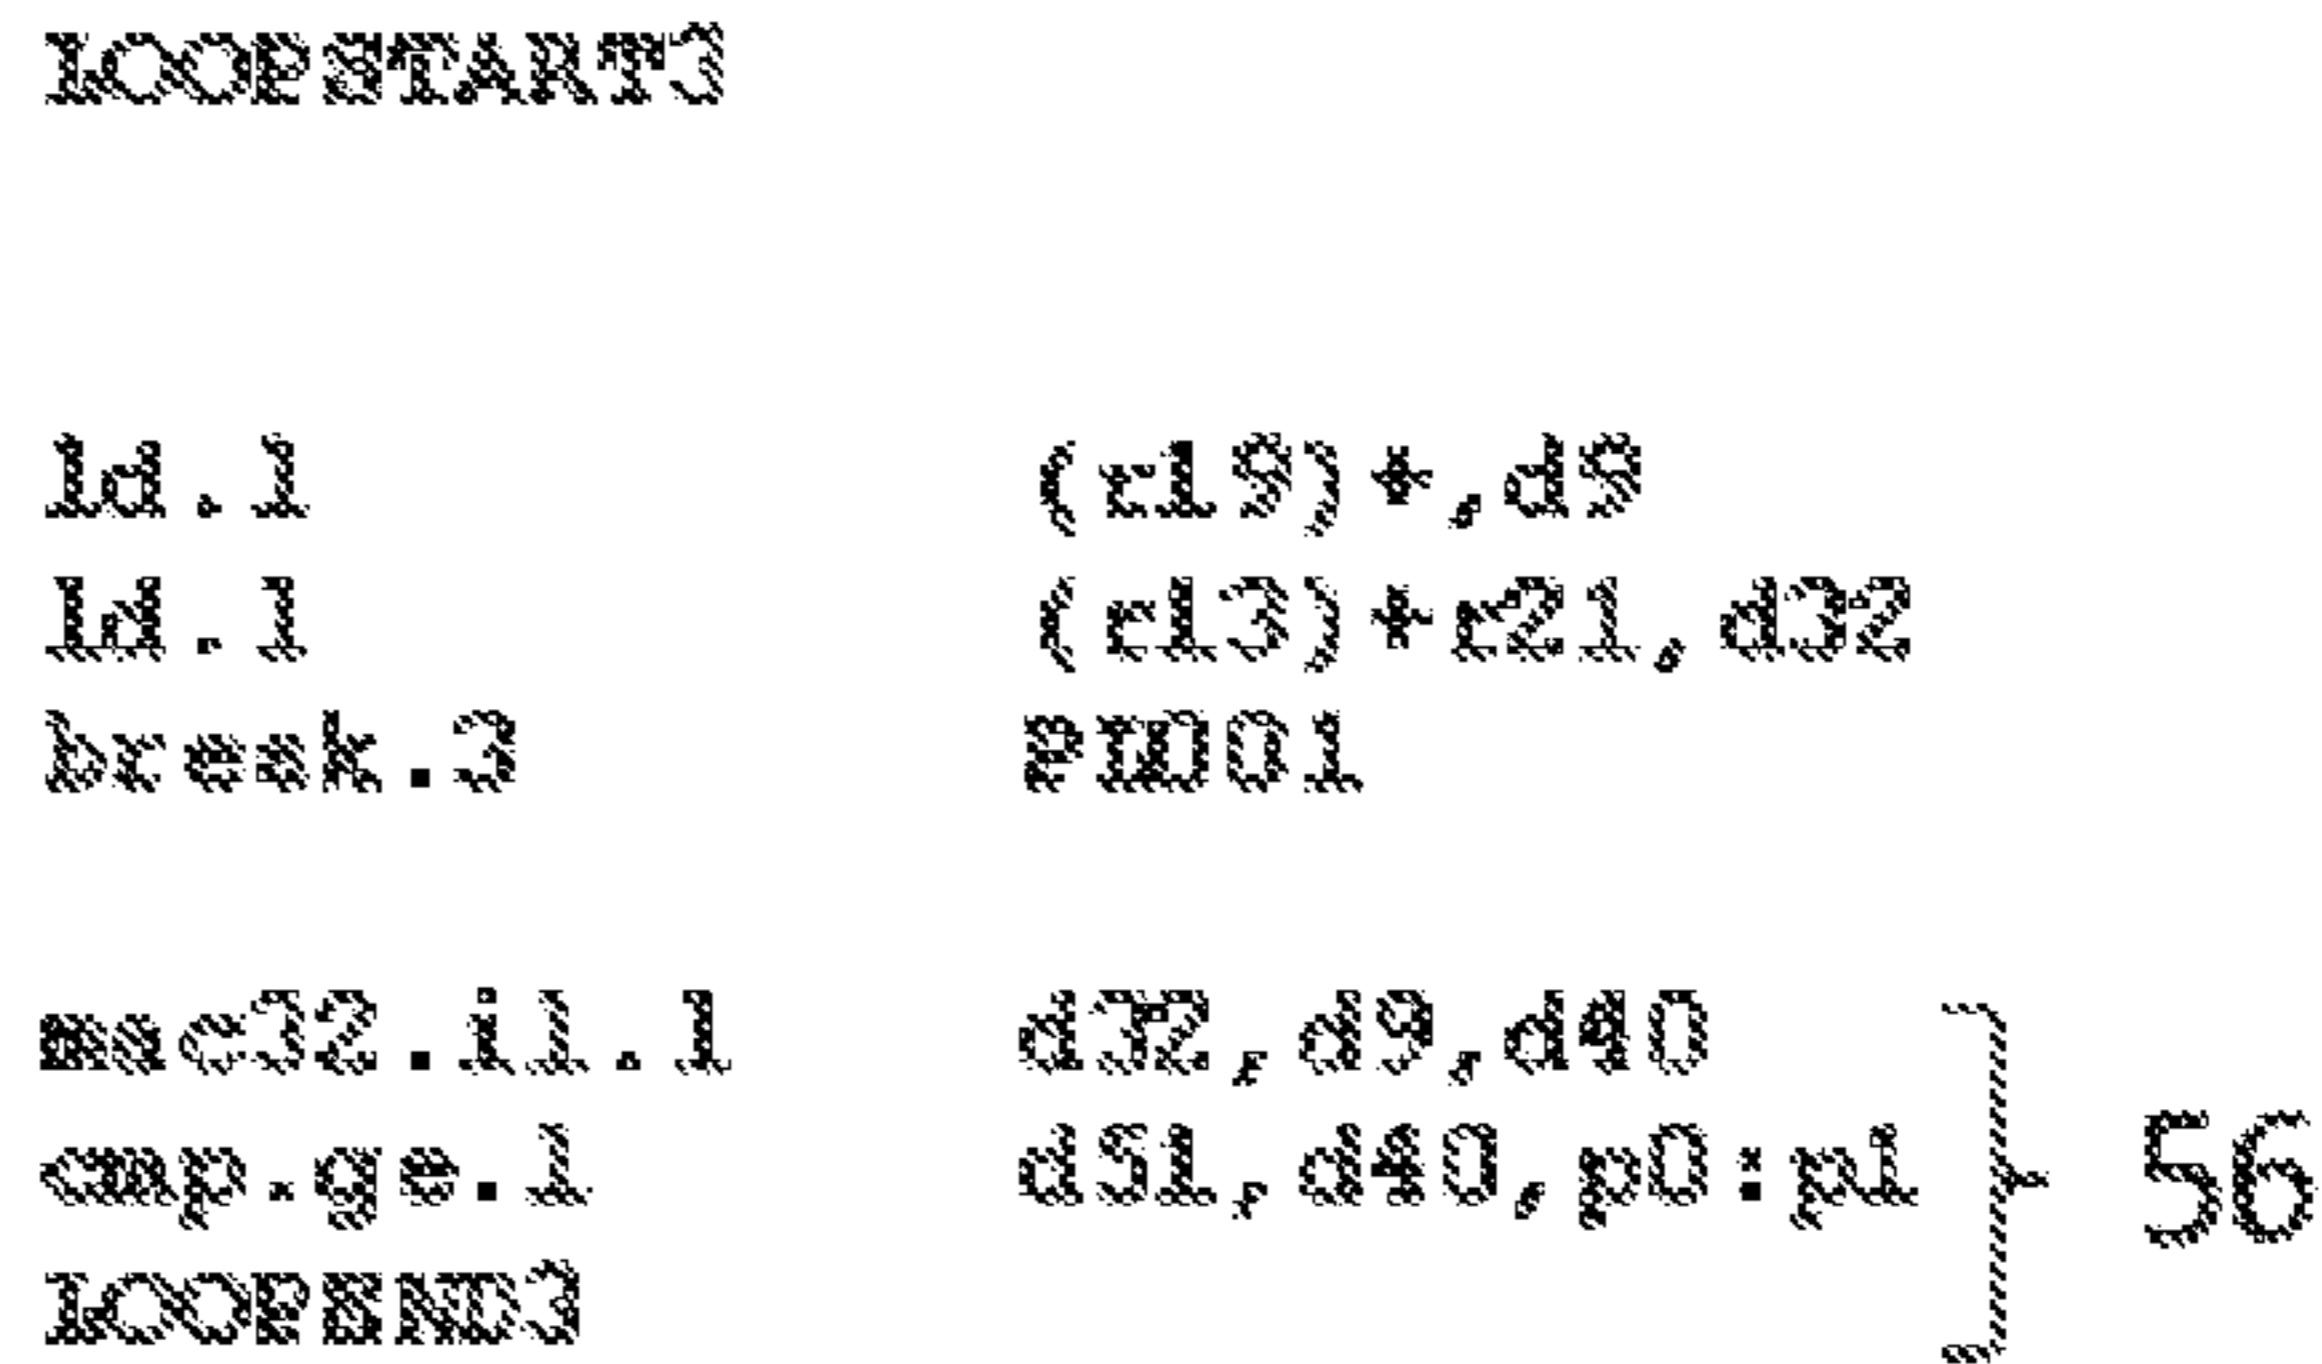 LOOPSTART3
ld.l (r19)+,d9
ld.l (r13)+r21,d32
break.3 PI001
mac32.il.l d32,d9,d40
cmp.ge.l d51,d40,p0:p1
LOOPEND3
56